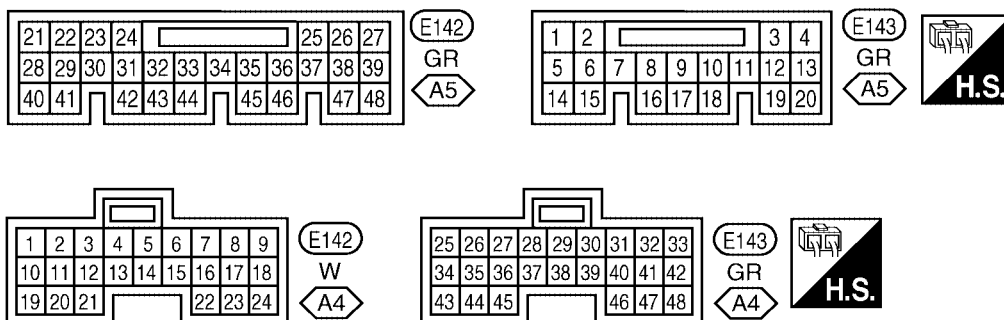 21 22 23 24 25 26 27
28 29 30 31 32 33 34 35 36 37 38 39
40 41 42 43 44 45 46 47 48
E142
GR
A5
1 2 3 4
5 6 7 8 9 10 11 12 13
14 15 16 17 18 19 20
E143
GR
A5
H.S.
1 2 3 4 5 6 7 8 9
10 11 12 13 14 15 16 17 18
19 20 21 22 23 24
E142
W
A4
25 26 27 28 29 30 31 32 33
34 35 36 37 38 39 40 41 42
43 44 45 46 47 48
E143
GR
A4
H.S.